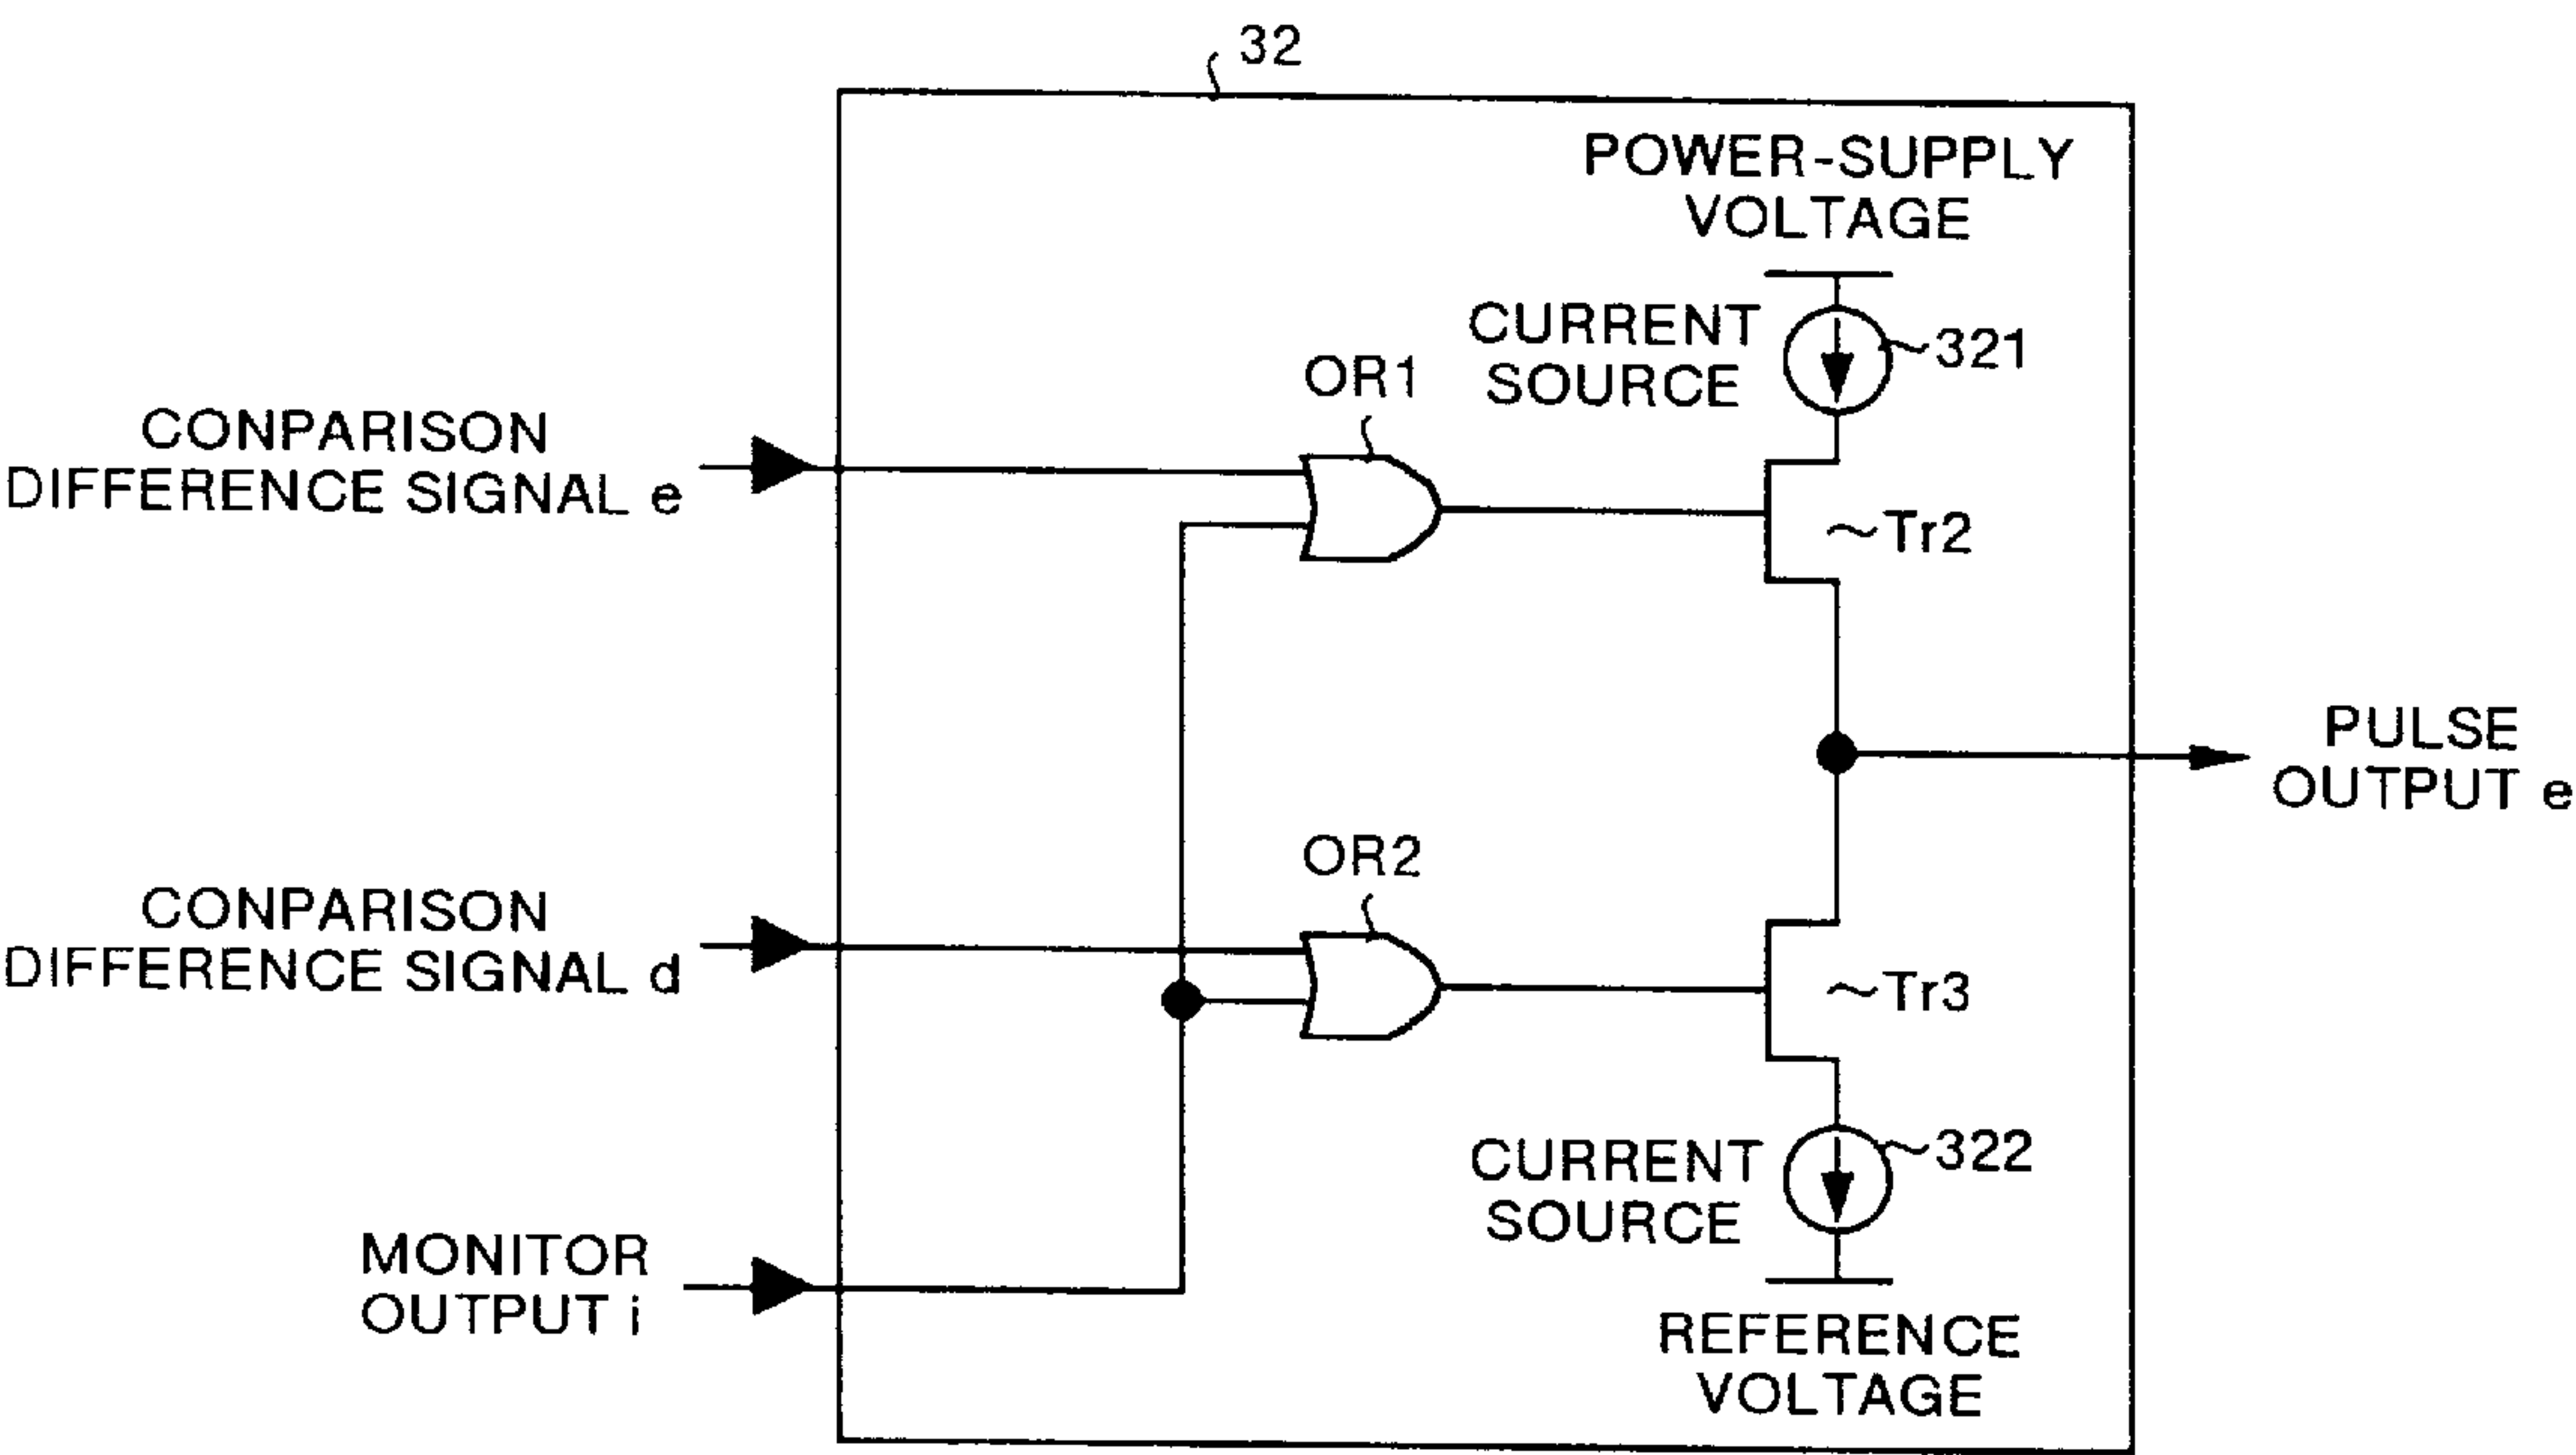 32
POWER-SUPPLY
VOLTAGE
CURRENT
SOURCE
321
OR1
CONPARISON
DIFFERENCE SIGNAL e
~Tr2
PULSE
OUTPUT e
OR2
CONPARISON
DIFFERENCE SIGNAL d
~Tr3
CURRENT
SOURCE
322
MONITOR
OUTPUT i
REFERENCE
VOLTAGE